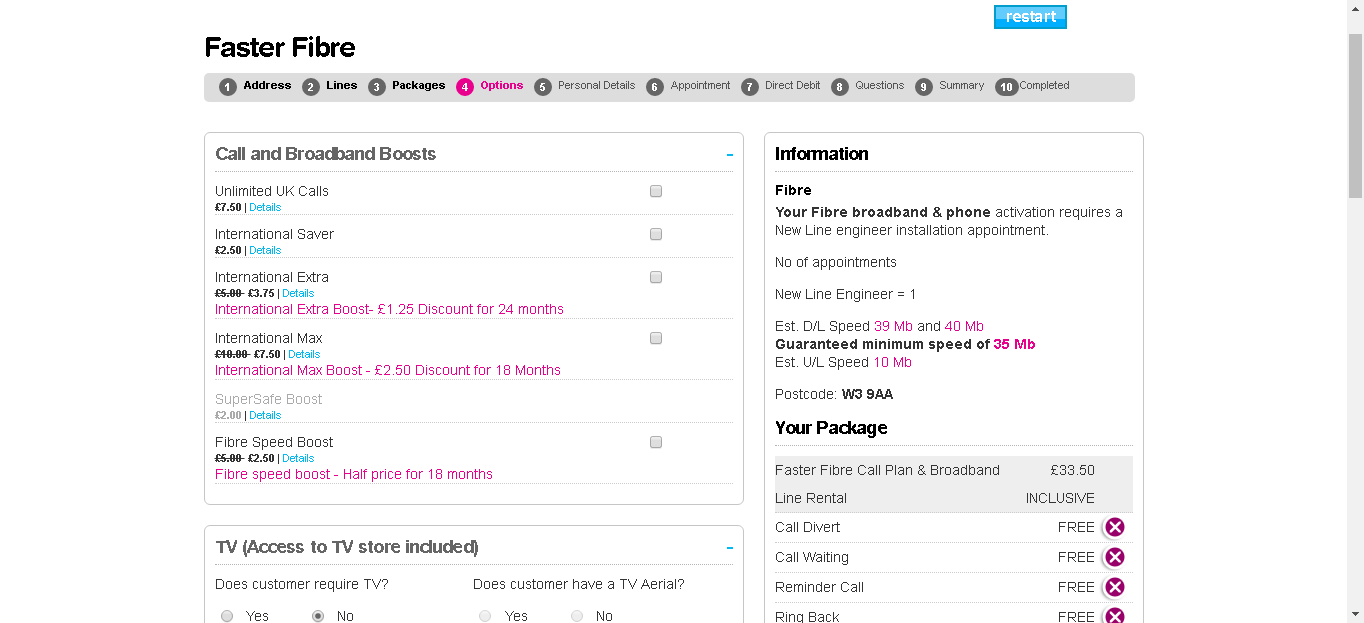 restart
Faster Fibre
1 Address 2 Lines 3 Packages 4 Options 5 Personal Details 6 Appointment 7 Direct Debit 8 Questions 9 Summary 10 Completed
Call and Broadband Boosts -
Unlimited UK Calls
£7.50 | Details
International Saver
£2.50 | Details
International Extra
£5.00 £3.75 | Details
International Extra Boost- £1.25 Discount for 24 months
International Max
£10.00 £7.50 | Details
International Max Boost - £2.50 Discount for 18 Months
SuperSafe Boost
£2.00 | Details
Fibre Speed Boost
£5.00 £2.50 | Details
Fibre speed boost - Half price for 18 months
TV (Access to TV store included) -
Does customer require TV? Does customer have a TV Aerial?
Yes No Yes No
Information
Fibre
Your Fibre broadband & phone activation requires a
New Line engineer installation appointment.
No of appointments
New Line Engineer = 1
Est. D/L Speed 39 Mb and 40 Mb
Guaranteed minimum speed of 35 Mb
Est. U/L Speed 10 Mb
Postcode: W3 9AA
Your Package
Faster Fibre Call Plan & Broadband £33.50
Line Rental INCLUSIVE
Call Divert FREE
Call Waiting FREE
Reminder Call FREE
Ring Back FREE